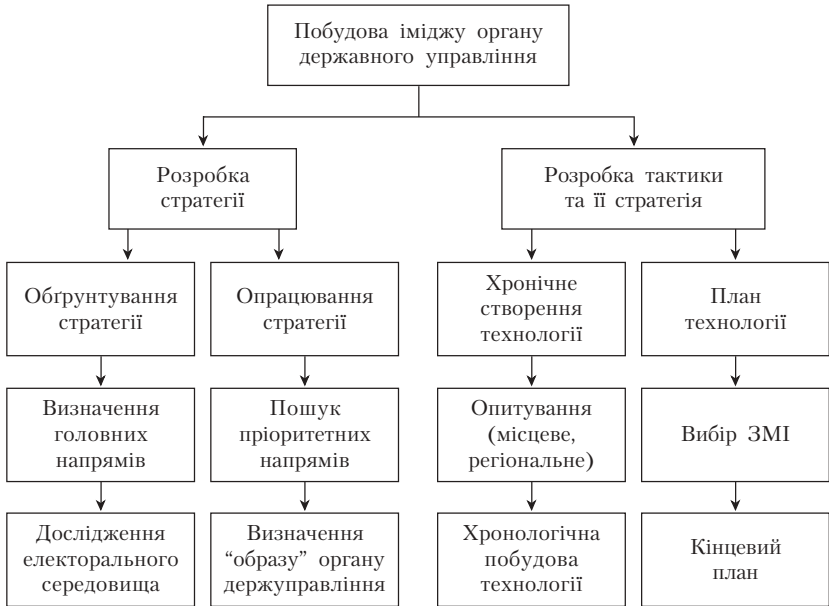 Побудова іміджу органу
державного управління
Розробка
стратегії
Розробка тактики
та її стратегія
Обґрунтування
стратегії
Опрацювання
стратегії
Хронічне
створення
технології
План
технології
Визначення
головних
напрямів
Пошук
пріоритетних
напрямів
Опитування
(місцеве,
регіональне)
Вибір ЗМІ
Дослідження
електорального
середовища
Визначення
“образу” органу
держуправління
Хронологічна
побудова
технології
Кінцевий
план